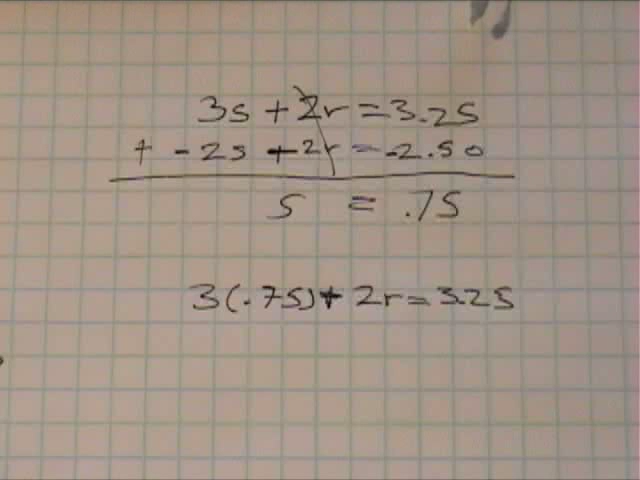 3s + 2r = 3.25
+ - 2s + 2r = -2.50
s = .75
3(.75) + 2r = 3.25